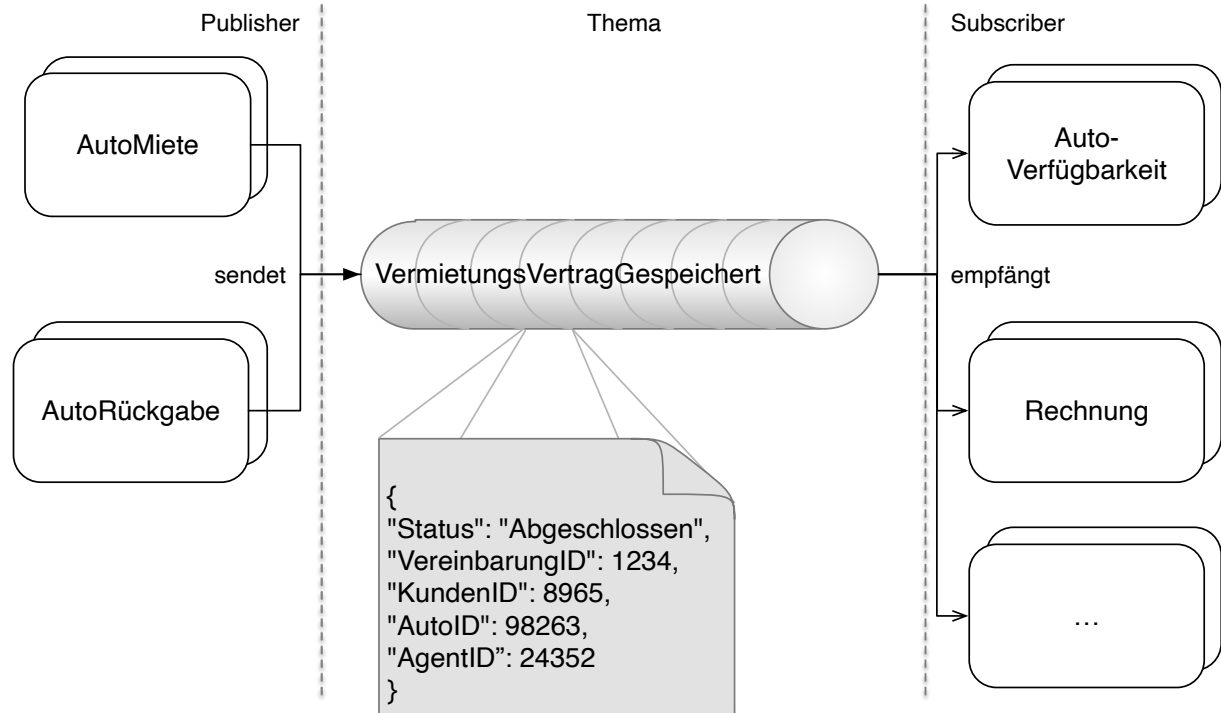 Publisher
Thema
Subscriber
AutoMiete
Auto-
Verfügbarkeit
sendet
VermietungsVertragGespeichert
empfängt
AutoRückgabe
Rechnung
{
"Status": "Abgeschlossen",
"VereinbarungID": 1234,
"KundenID": 8965,
"AutoID": 98263,
"AgentID”: 24352
}
…